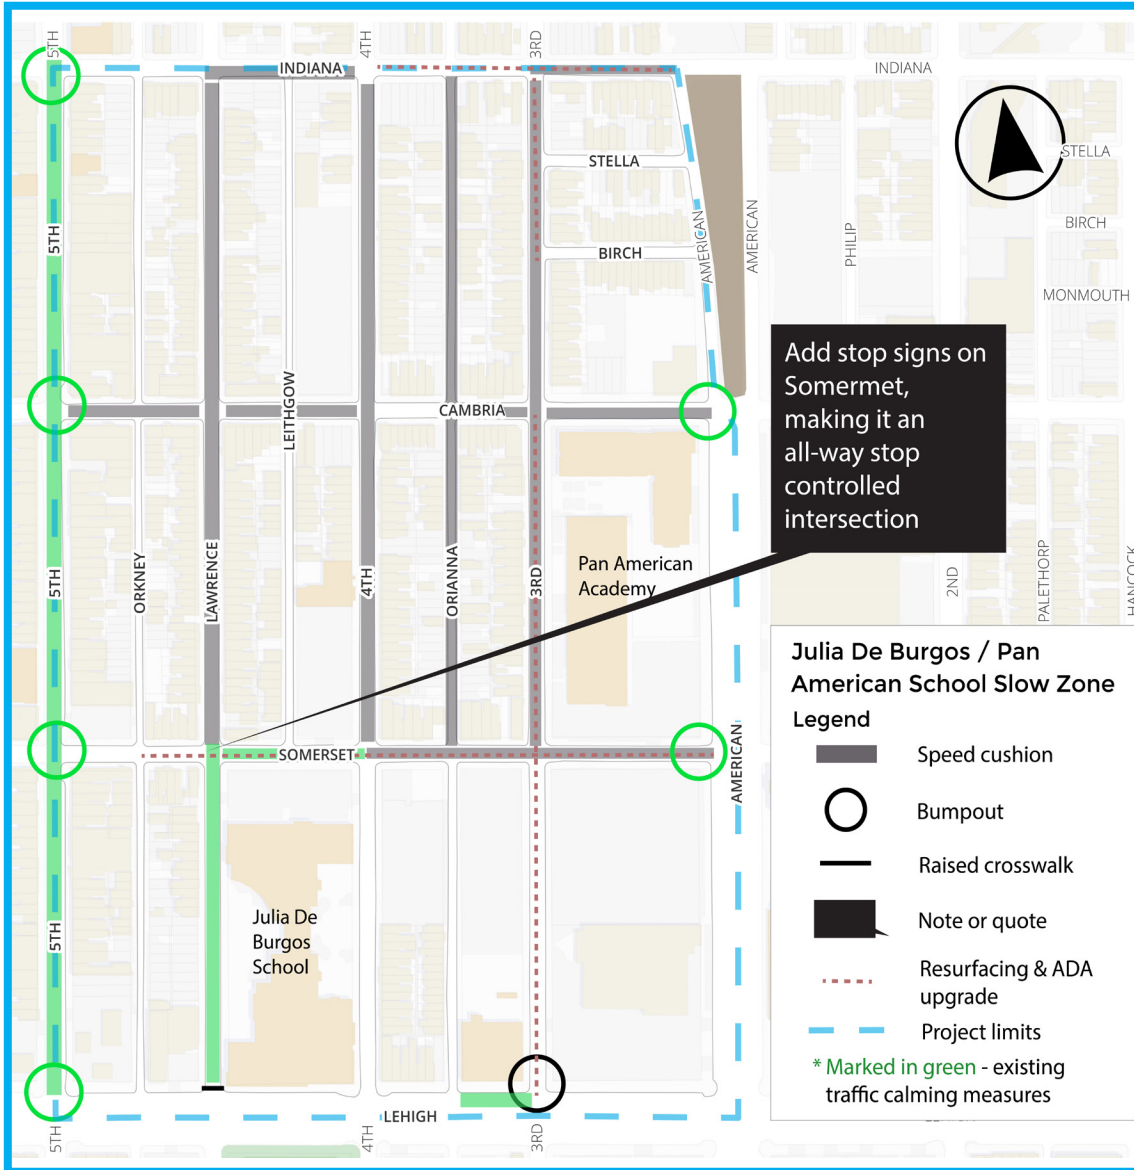 5TH
4TH
3RD
INDIANA
INDIANA
STELLA
STELLA
BIRCH
BIRCH
5TH
AMERICAN
AMERICAN
PHILIP
MONMOUTH
Add stop signs on
Somermet,
making it an
all-way stop
controlled
intersection
LEITHGOW
CAMBRIA
Pan American
Academy
5TH
ORKNEY
LAWRENCE
4TH
ORIANNA
3RD
2ND
PALETHORP
HANCOCK
Julia De Burgos / Pan
American School Slow Zone
Legend
Speed cushion
Bumpout
Raised crosswalk
Note or quote
Resurfacing & ADA
upgrade
Project limits
* Marked in green - existing
traffic calming measures
SOMERSET
AMERICAN
5TH
Julia De
Burgos
School
LEHIGH
5TH
4TH
3RD